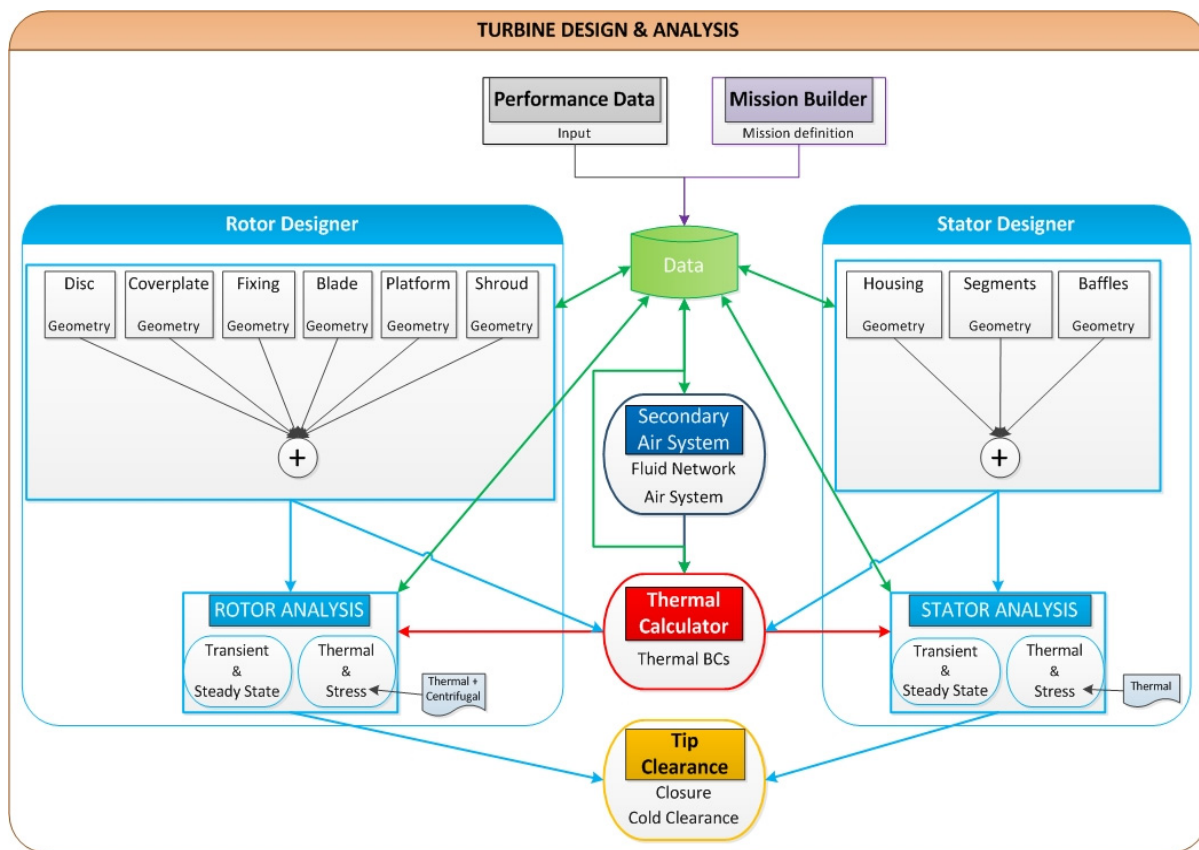 TURBINE DESIGN & ANALYSIS
Performance Data
Input
Mission Builder
Mission definition
Rotor Designer
Disc
Geometry
Coverplate
Geometry
Fixing
Geometry
Blade
Geometry
Platform
Geometry
Shroud
Geometry
+
Data
Stator Designer
Housing
Geometry
Segments
Geometry
Baffles
Geometry
+
Secondary
Air System
Fluid Network
Air System
ROTOR ANALYSIS
Transient
&
Steady State
Thermal
&
Stress
Thermal +
Centrifugal
Thermal
Calculator
Thermal BCs
STATOR ANALYSIS
Transient
&
Steady State
Thermal
&
Stress
Thermal
Tip
Clearance
Closure
Cold Clearance